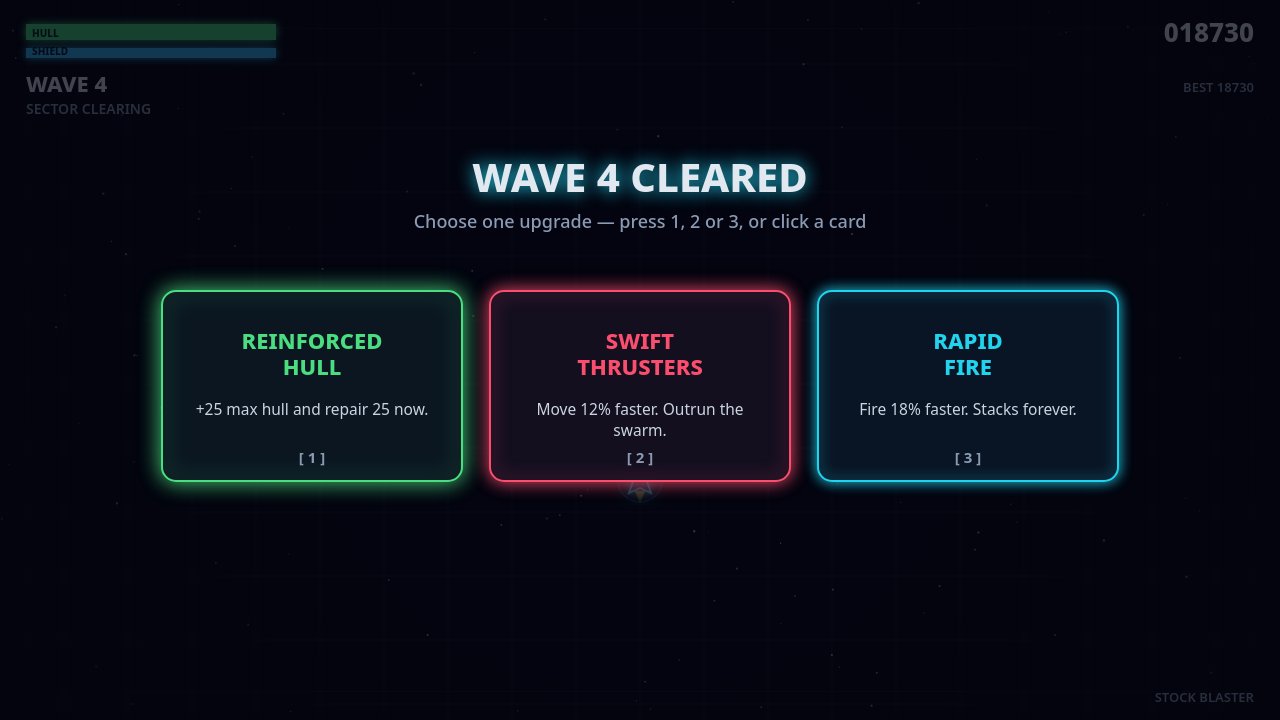 HULL
SHIELD
WAVE 4
SECTOR CLEARING
018730
BEST 18730
WAVE 4 CLEARED
Choose one upgrade — press 1, 2 or 3, or click a card
REINFORCED
HULL
+25 max hull and repair 25 now.
[ 1 ]
SWIFT
THRUSTERS
Move 12% faster. Outrun the
swarm.
[ 2 ]
RAPID
FIRE
Fire 18% faster. Stacks forever.
[ 3 ]
STOCK BLASTER